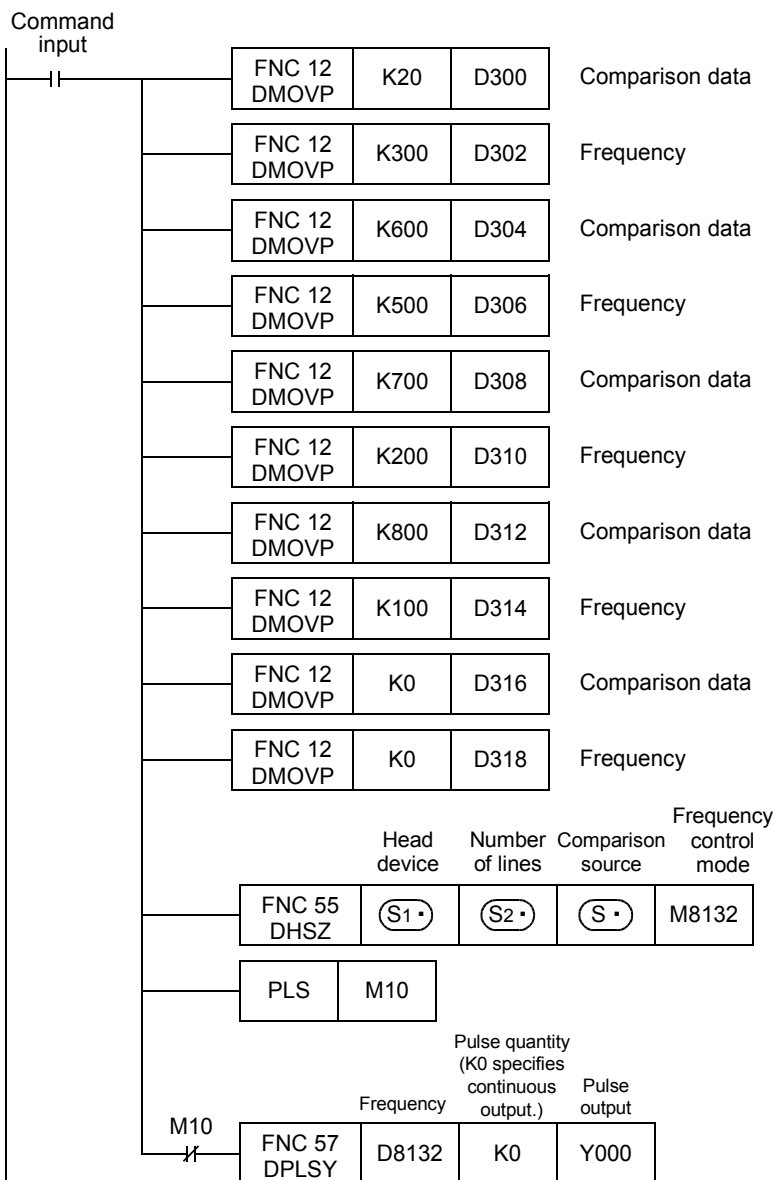 Command
input
FNC 12
DMOVP K20 D300 Comparison data
FNC 12
DMOVP K300 D302 Frequency
FNC 12
DMOVP K600 D304 Comparison data
FNC 12
DMOVP K500 D306 Frequency
FNC 12
DMOVP K700 D308 Comparison data
FNC 12
DMOVP K200 D310 Frequency
FNC 12
DMOVP K800 D312 Comparison data
FNC 12
DMOVP K100 D314 Frequency
FNC 12
DMOVP K0 D316 Comparison data
FNC 12
DMOVP K0 D318 Frequency
Head
device
Number
of lines
Comparison
source
Frequency
control
mode
FNC 55
DHSZ S1· S2· S· M8132
PLS M10
Frequency
Pulse quantity
(K0 specifies
continuous
output.)
Pulse
output
M10
FNC 57
DPLSY D8132 K0 Y000